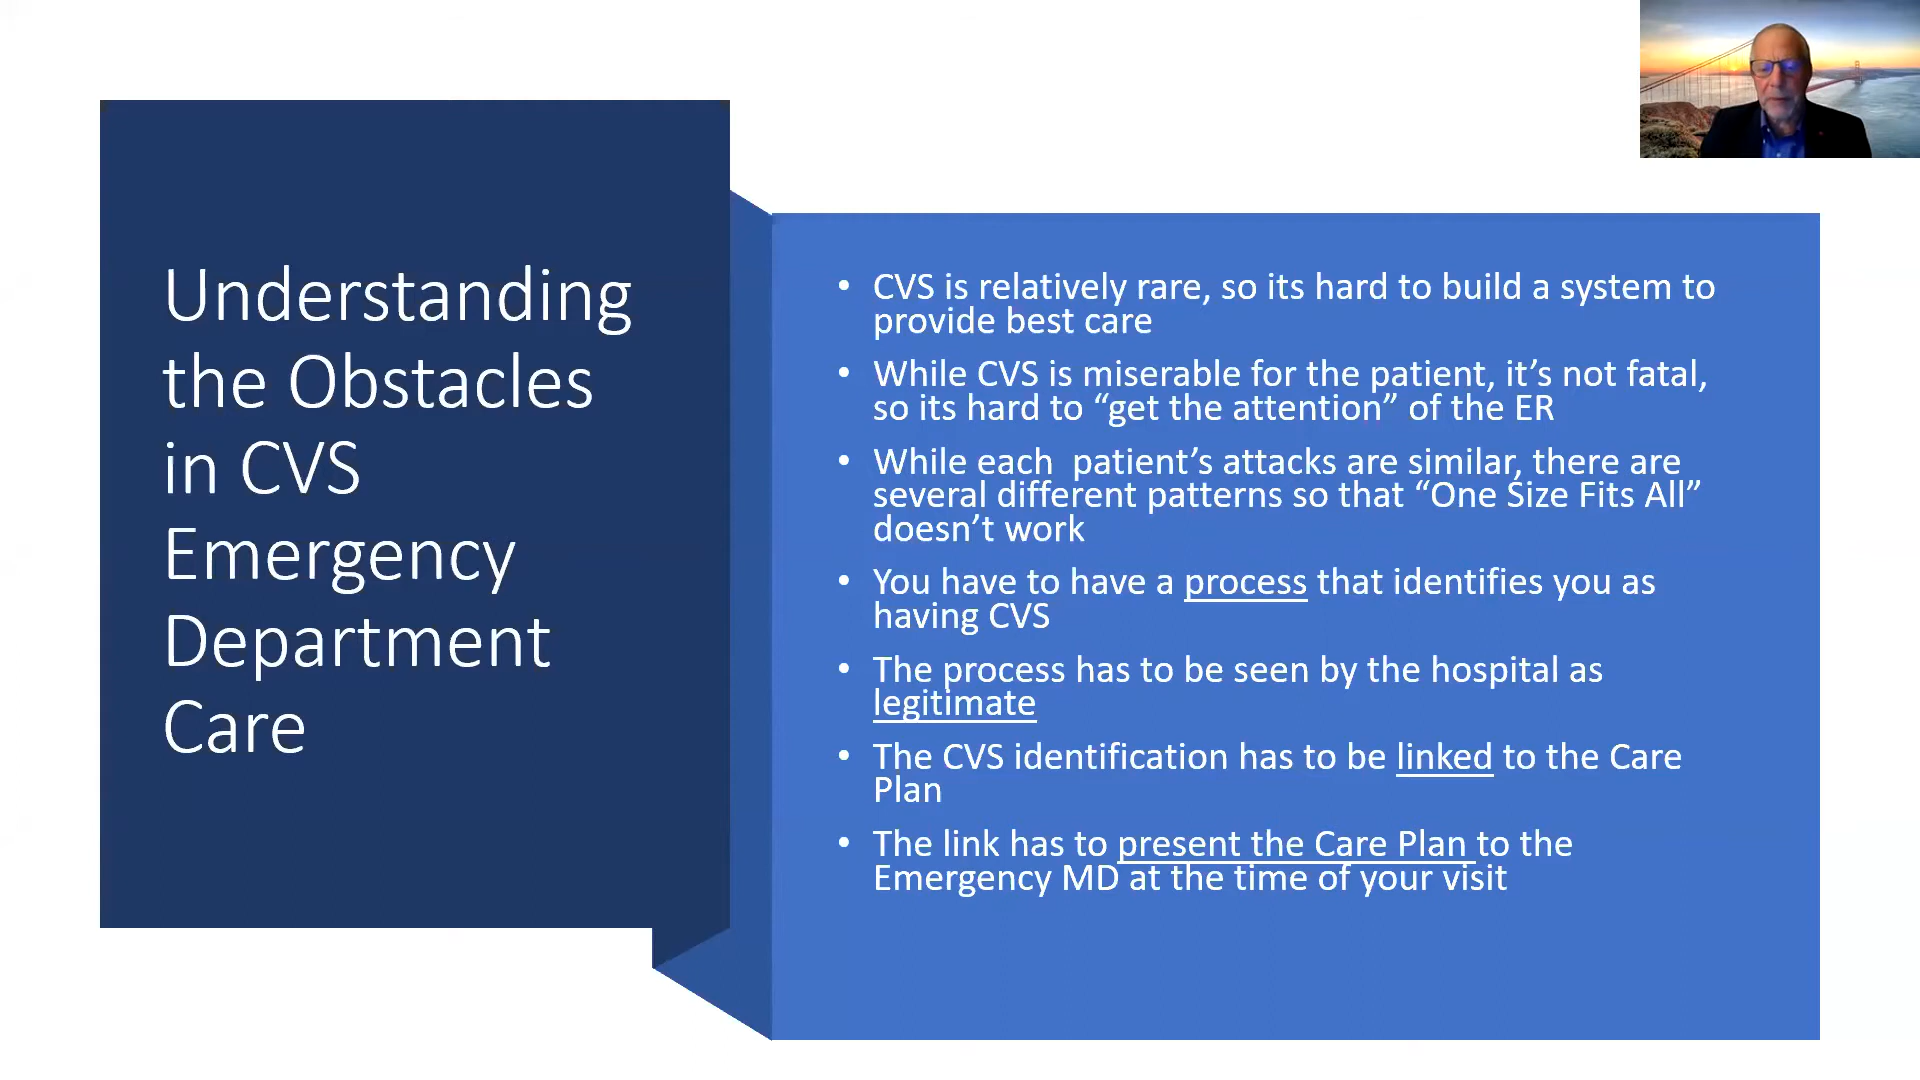 Understanding
the Obstacles
in CVS
Emergency
Department
Care
• CVS is relatively rare, so its hard to build a system to
provide best care
• While CVS is miserable for the patient, it’s not fatal,
so its hard to “get the attention” of the ER
• While each  patient’s attacks are similar, there are
several different patterns so that “One Size Fits All”
doesn’t work
• You have to have a process that identifies you as
having CVS
• The process has to be seen by the hospital as
legitimate
• The CVS identification has to be linked to the Care
Plan
• The link has to present the Care Plan to the
Emergency MD at the time of your visit